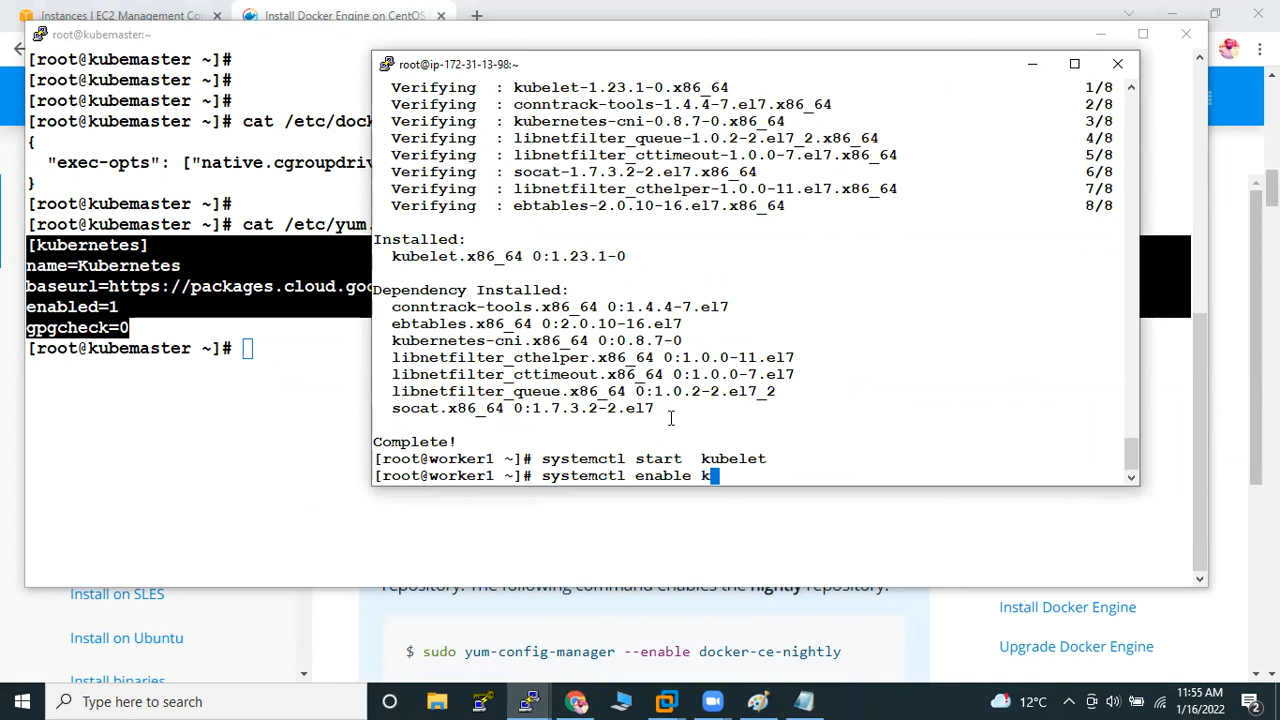 Instances | EC2 Management Co
Install Docker Engine on CentOS
root@kubemaster:~
[root@kubemaster ~]#
[root@kubemaster ~]#
[root@kubemaster ~]#
[root@kubemaster ~]# cat /etc/dock
{
"exec-opts": ["native.cgroupdriv
}
[root@kubemaster ~]#
[root@kubemaster ~]# cat /etc/yum.
[kubernetes]
name=Kubernetes
baseurl=https://packages.cloud.goo
enabled=1
gpgcheck=0
[root@kubemaster ~]#
root@ip-172-31-13-98:~
Verifying : kubelet-1.23.1-0.x86_64 1/8
Verifying : conntrack-tools-1.4.4-7.el7.x86_64 2/8
Verifying : kubernetes-cni-0.8.7-0.x86_64 3/8
Verifying : libnetfilter_queue-1.0.2-2.el7_2.x86_64 4/8
Verifying : libnetfilter_cttimeout-1.0.0-7.el7.x86_64 5/8
Verifying : socat-1.7.3.2-2.el7.x86_64 6/8
Verifying : libnetfilter_cthelper-1.0.0-11.el7.x86_64 7/8
Verifying : ebtables-2.0.10-16.el7.x86_64 8/8
Installed:
kubelet.x86_64 0:1.23.1-0
Dependency Installed:
conntrack-tools.x86_64 0:1.4.4-7.el7
ebtables.x86_64 0:2.0.10-16.el7
kubernetes-cni.x86_64 0:0.8.7-0
libnetfilter_cthelper.x86_64 0:1.0.0-11.el7
libnetfilter_cttimeout.x86_64 0:1.0.0-7.el7
libnetfilter_queue.x86_64 0:1.0.2-2.el7_2
socat.x86_64 0:1.7.3.2-2.el7
Complete!
[root@worker1 ~]# systemctl start  kubelet
[root@worker1 ~]# systemctl enable k
Install on SLES
Install on Ubuntu
Install binaries
repository. The following command enables the nightly repository.
$ sudo yum-config-manager --enable docker-ce-nightly
Install Docker Engine
Upgrade Docker Engine
Type here to search
12°C
11:55 AM
1/16/2022
2